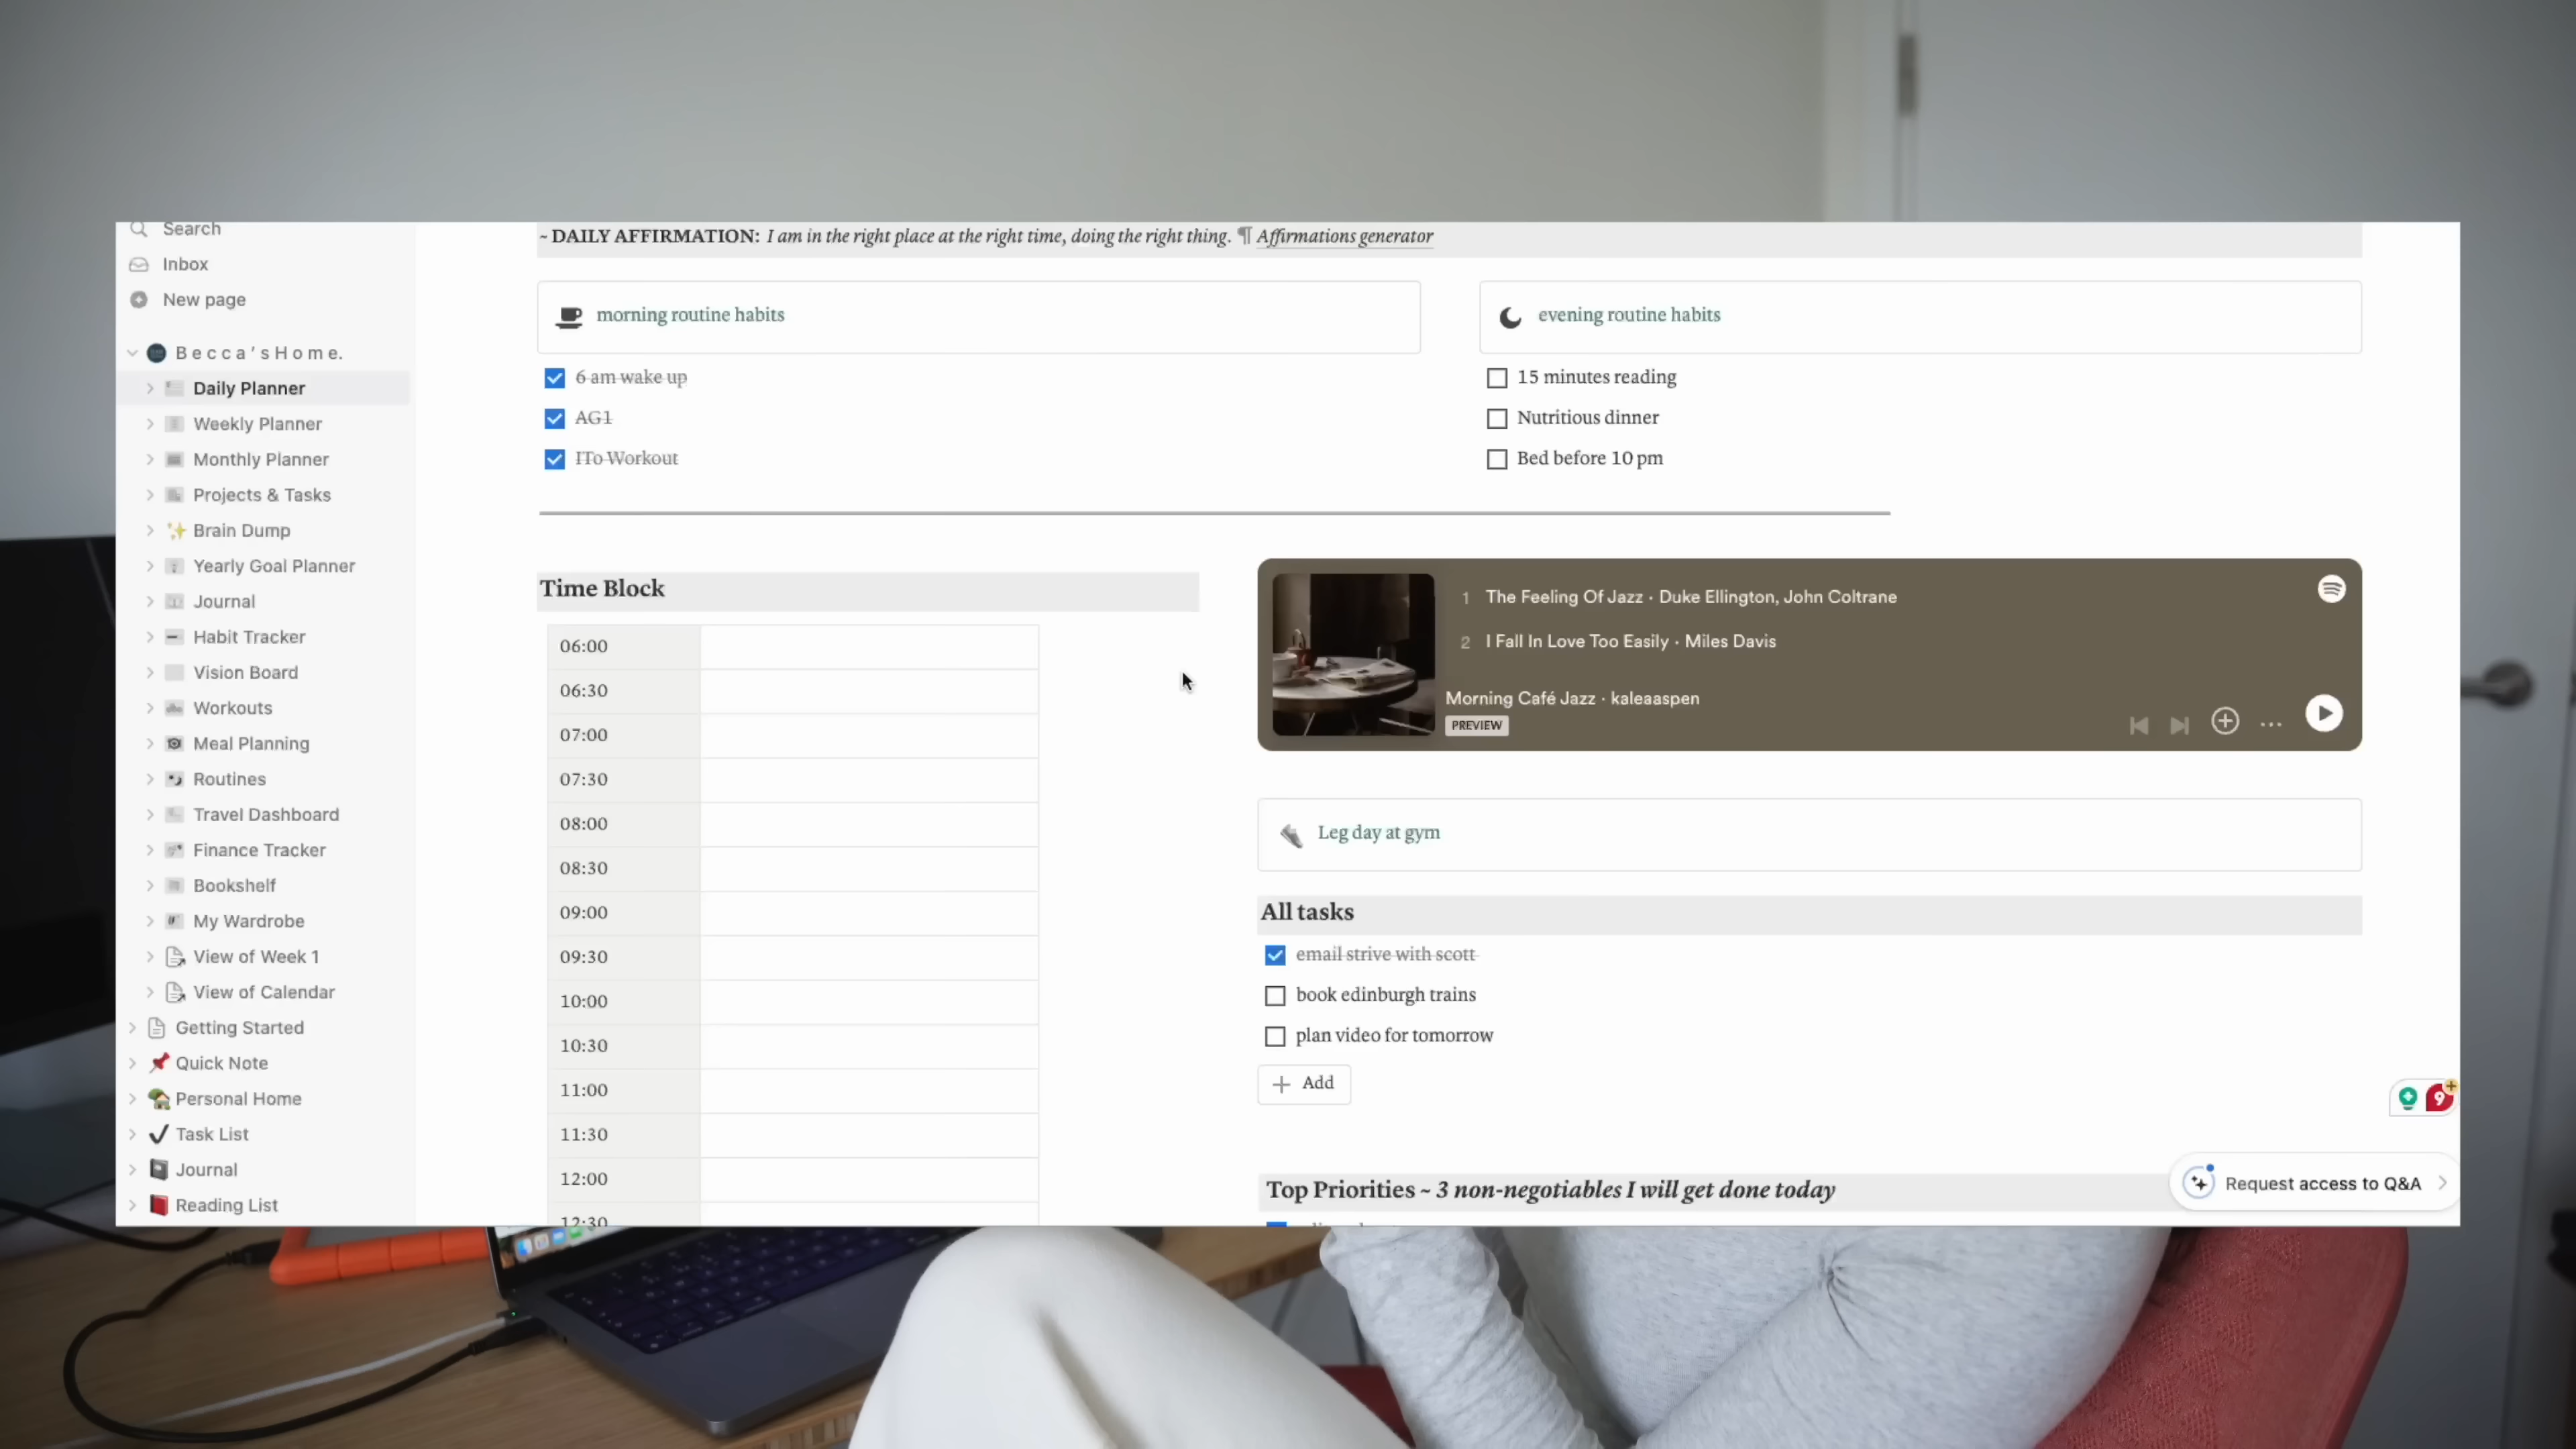 Search
Inbox
New page
Becca'sHome.
Daily Planner
Weekly Planner
Monthly Planner
Projects & Tasks
Brain Dump
Yearly Goal Planner
Journal
Habit Tracker
Vision Board
Workouts
Meal Planning
Routines
Travel Dashboard
Finance Tracker
Bookshelf
My Wardrobe
View of Week 1
View of Calendar
Getting Started
Quick Note
Personal Home
Task List
Journal
Reading List
~ DAILY AFFIRMATION: I am in the right place at the right time, doing the right thing. ¶ Affirmations generator
morning routine habits
6 am wake up
AG1
ITo Workout
evening routine habits
15 minutes reading
Nutritious dinner
Bed before 10 pm
Time Block
06:00
06:30
07:00
07:30
08:00
08:30
09:00
09:30
10:00
10:30
11:00
11:30
12:00
12:30
1 The Feeling Of Jazz · Duke Ellington, John Coltrane
2 I Fall In Love Too Easily · Miles Davis
Morning Café Jazz · kaleaaspen
PREVIEW
Leg day at gym
All tasks
email strive with scott
book edinburgh trains
plan video for tomorrow
+ Add
9+
Top Priorities ~ 3 non-negotiables I will get done today
Request access to Q&A